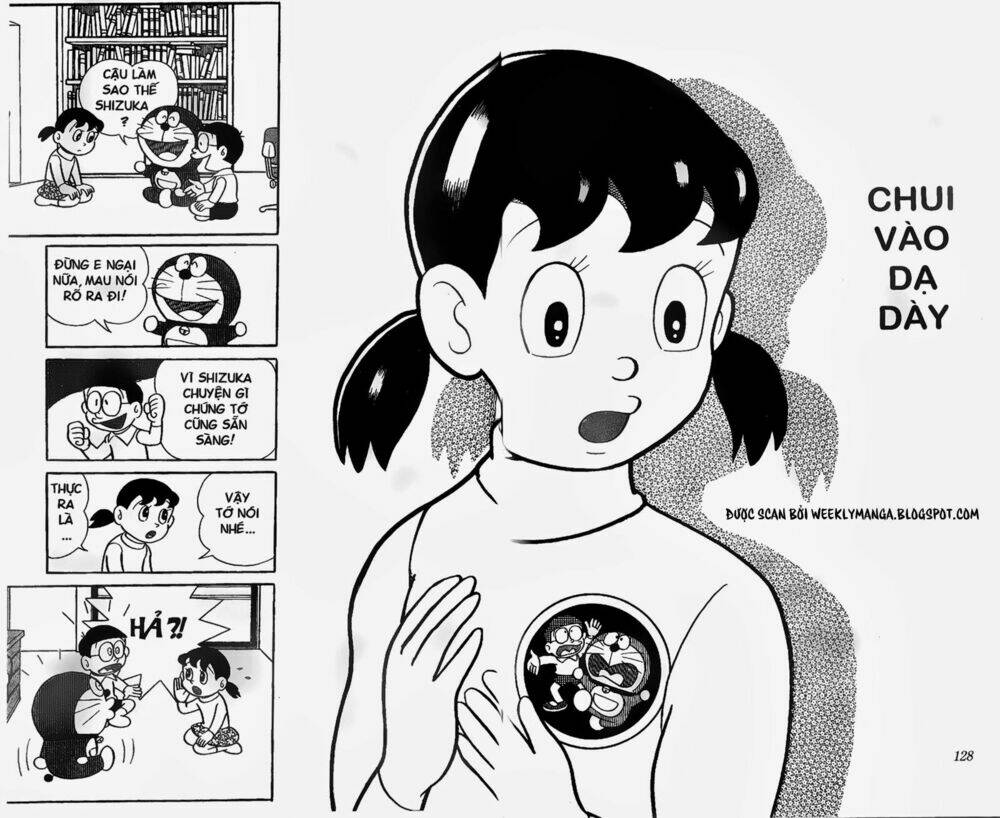 CHUI
VÀO
DẠ
DÀY
ĐƯỢC SCAN BỞI WEEKLYMANGA.BLOGSPOT.COM
128
CẬU LÀM
SAO THẾ
SHIZUKA
?
ĐỪNG E NGẠI
NỮA, MAU NÓI
RÕ RA ĐI!
VÌ SHIZUKA
CHUYỆN GÌ
CHÚNG TỚ
CŨNG SẴN
SÀNG!
VẬY
TỚ NÓI
NHÉ...
THỰC
RA
LÀ
...
HẢ?!